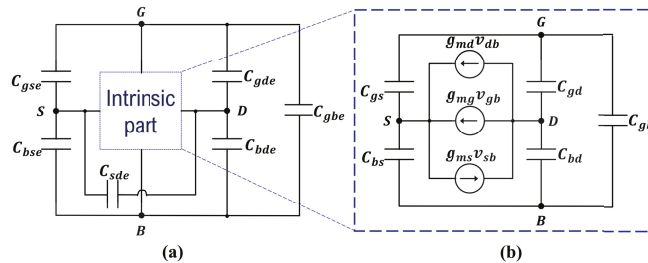 G
C_gse
C_gde
S
Intrinsic
part
D
C_gbe
C_bse
C_bde
C_sde
B
(a)
G
g_md v_db
C_gs
C_gd
g_mg v_gb
S
D
C_bs
g_ms v_sb
C_bd
B
(b)